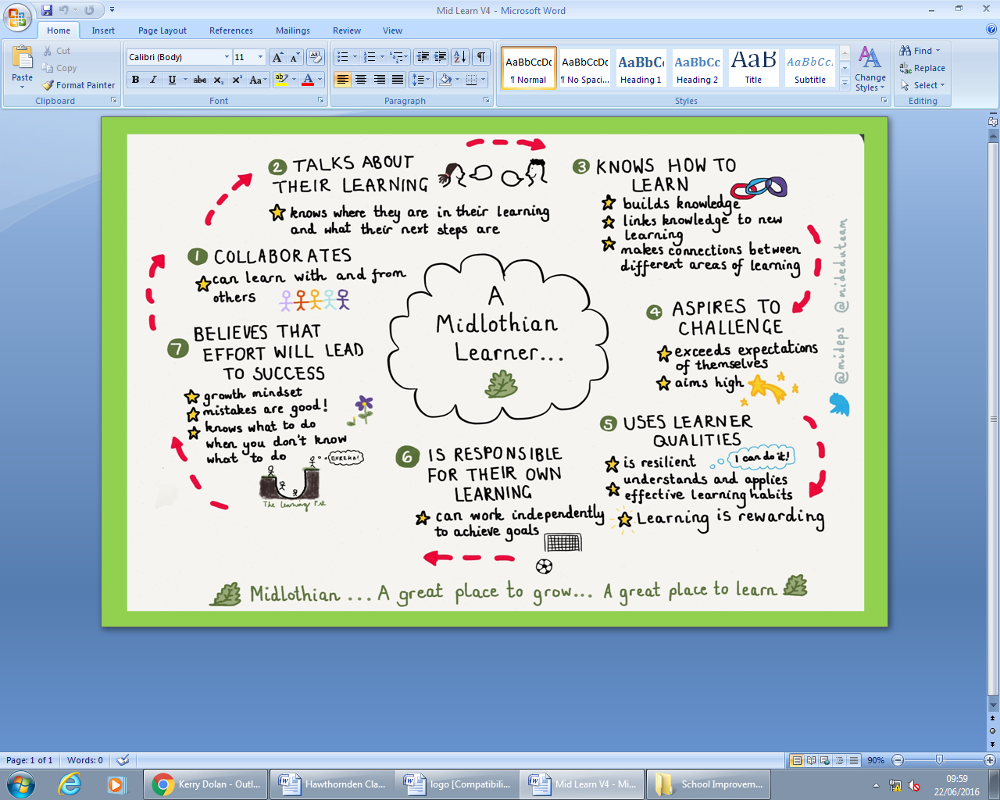 Mid Learn V4 - Microsoft Word
Home Insert Page Layout References Mailings Review View
Paste
Cut
Copy
Format Painter
Clipboard
Calibri (Body) 11
Font
Paragraph
AaBbCcDc AaBbCcDc AaBbCc AaBbCc AaB AaBbCcL
¶ Normal ¶ No Spaci... Heading 1 Heading 2 Title Subtitle
Change Styles
Styles
Find
Replace
Select
Editing
1 COLLABORATES
can learn with and from
others
2 TALKS ABOUT
THEIR LEARNING
knows where they are in their learning
and what their next steps are
3 KNOWS HOW TO
LEARN
builds knowledge
links knowledge to new
learning
makes connections between
different areas of learning
4 ASPIRES TO
CHALLENGE
exceeds expectations
of themselves
aims high
5 USES LEARNER
QUALITIES
is resilient
I can do it!
understands and applies
effective learning habits
Learning is rewarding
6 IS RESPONSIBLE
FOR THEIR OWN
LEARNING
can work independently
to achieve goals
7 BELIEVES THAT
EFFORT WILL LEAD
TO SUCCESS
growth mindset
mistakes are good!
knows what to do
when you don't know
what to do
EUREKA!
The Learning Pit
A
Midlothian
Learner...
@mideps @mideduteam
Midlothian ... A great place to grow... A great place to learn
Page: 1 of 1 Words: 0
90%
Kerry Dolan - Outl... Hawthornden Cla... logo [Compatibili... Mid Learn V4 - Mi... School Improvem...
09:59
22/06/2016